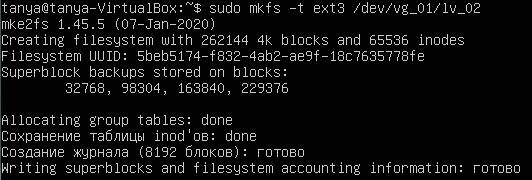 tanya@tanya-VirtualBox:~$ sudo mkfs -t ext3 /dev/vg_01/lv_02
mke2fs 1.45.5 (07-Jan-2020)
Creating filesystem with 262144 4k blocks and 65536 inodes
Filesystem UUID: 5beb5174-f832-4ab2-ae9f-18c7635778fe
Superblock backups stored on blocks:
32768, 98304, 163840, 229376
Allocating group tables: done
Сохранение таблицы inod'ов: done
Создание журнала (8192 блоков): готово
Writing superblocks and filesystem accounting information: готово